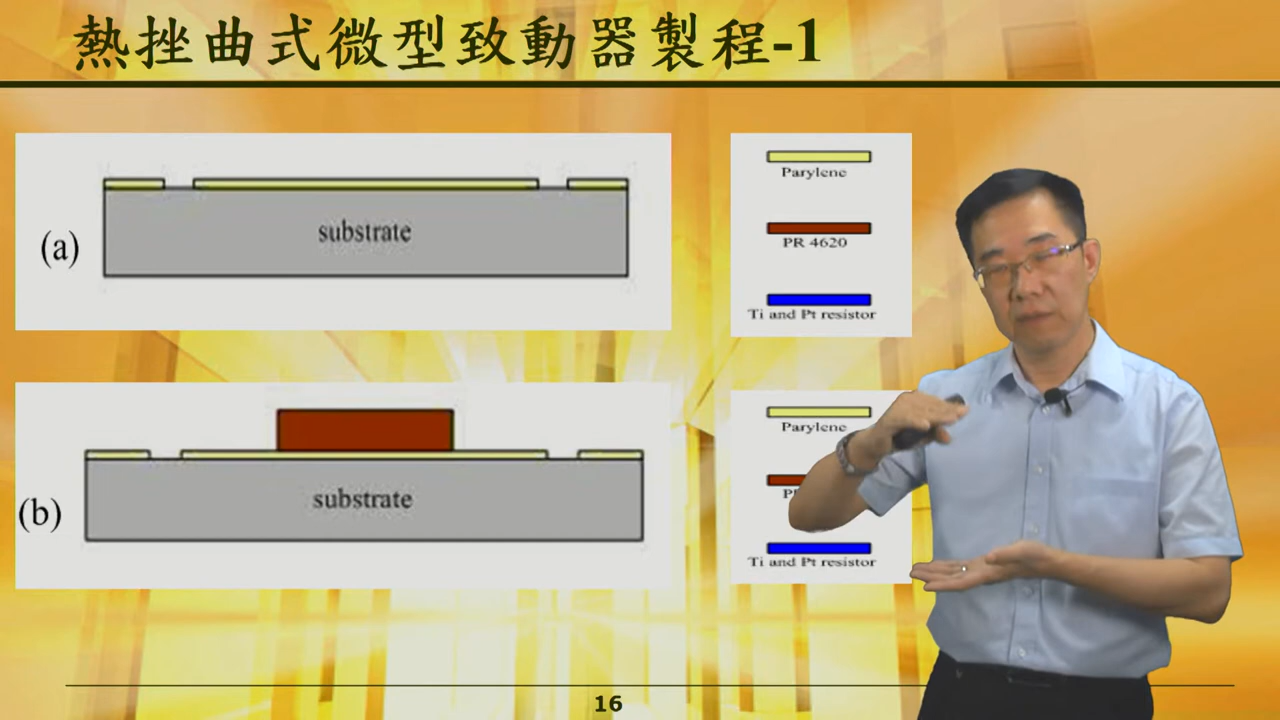 熱挫曲式微型致動器製程-1
(a)
substrate
Parylene
PR 4620
Ti and Pt resistor
(b)
substrate
Parylene
Ti and Pt resistor
16